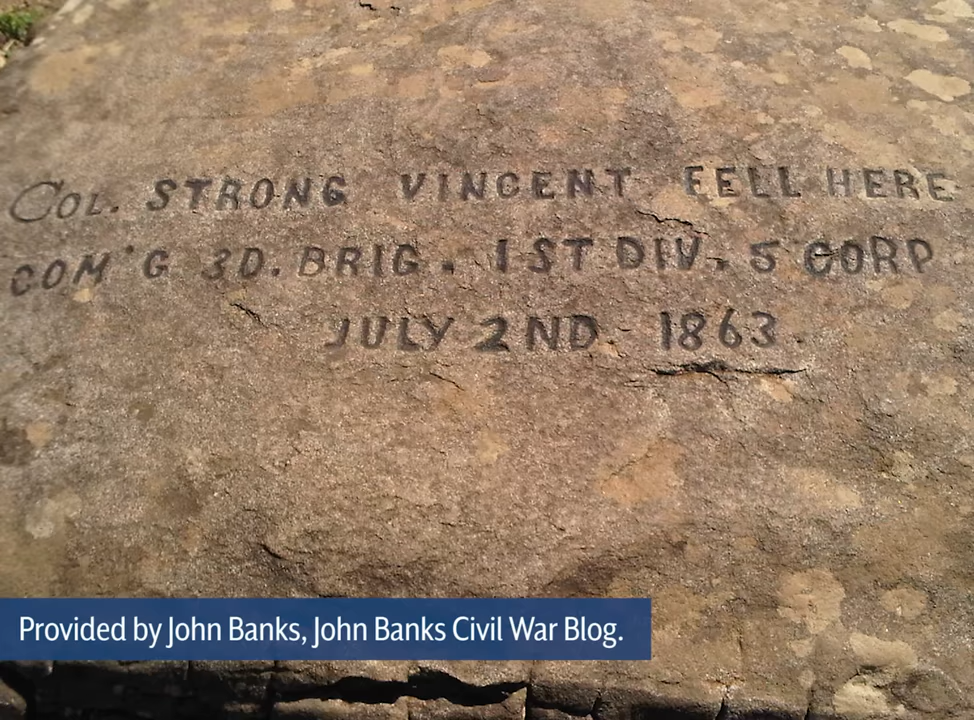 COL. STRONG VINCENT FELL HERE
COM'G 3D. BRIG. 1ST DIV. 5 CORP
JULY 2ND. 1863.
Provided by John Banks, John Banks Civil War Blog.